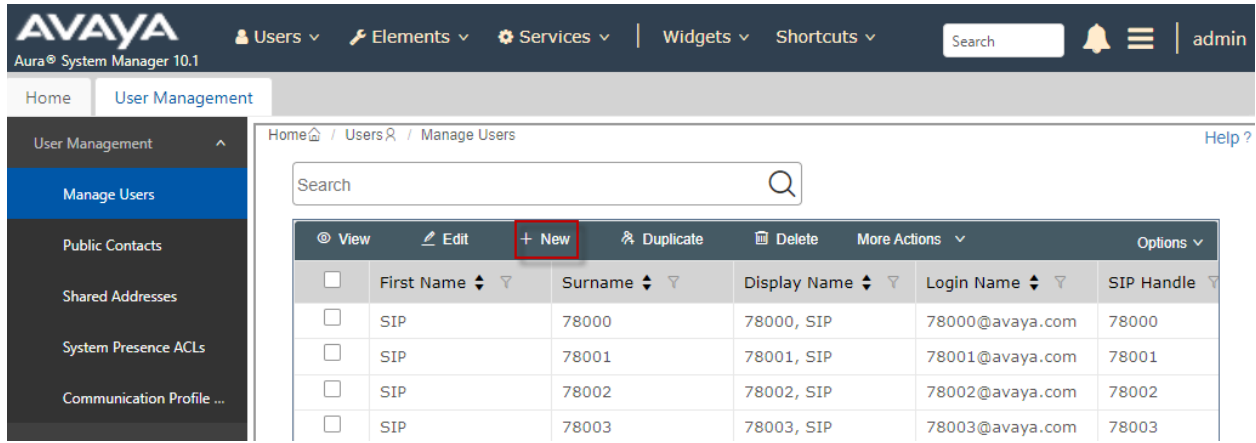 AVAYA
Aura® System Manager 10.1
Users Elements Services | Widgets Shortcuts Search admin
Home User Management
User Management
Manage Users
Public Contacts
Shared Addresses
System Presence ACLs
Communication Profile ...
Home / Users / Manage Users Help ?
Search
View Edit + New Duplicate Delete More Actions Options
First Name Surname Display Name Login Name SIP Handle
SIP 78000 78000, SIP 78000@avaya.com 78000
SIP 78001 78001, SIP 78001@avaya.com 78001
SIP 78002 78002, SIP 78002@avaya.com 78002
SIP 78003 78003, SIP 78003@avaya.com 78003